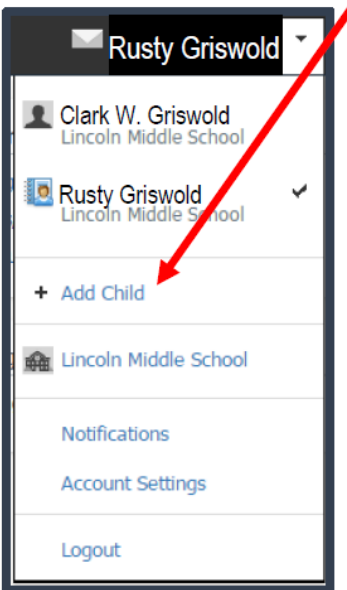 Rusty Griswold
Clark W. Griswold
Lincoln Middle School
Rusty Griswold
Lincoln Middle School
+ Add Child
Lincoln Middle School
Notifications
Account Settings
Logout